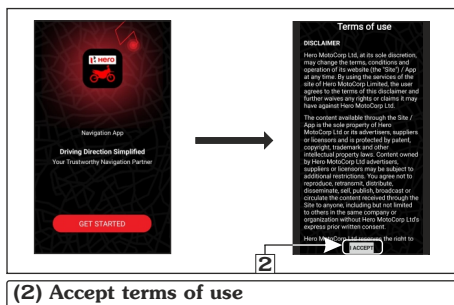 Hero
Navigation App
Driving Direction Simplified
Your Trustworthy Navigation Partner
GET STARTED
Terms of use
DISCLAIMER
Hero MotoCorp Ltd, at its sole discretion,
may change the terms, conditions and
operation of its website (the "Site") / App
at any time. By using the services of the
site of Hero MotoCorp Limited, the user
agrees to the terms of this disclaimer and
further waives any rights or claims it may
have against Hero MotoCorp Ltd.
The content available through the Site /
App is the sole property of Hero
MotoCorp Ltd or its advertisers, suppliers
or licensors and is protected by patent,
copyright, trademark and other
intellectual property laws. Content owned
by Hero MotoCorp Ltd advertisers,
suppliers or licensors may be subject to
additional restrictions. You agree not to
reproduce, retransmit, distribute,
disseminate, sell, publish, broadcast or
circulate the content received through the
Site to anyone, including but not limited
to others in the same company or
organization without Hero MotoCorp Ltd's
express prior written consent.
Hero MotoCorp Ltd reserves the right to
I ACCEPT
2
(2) Accept terms of use